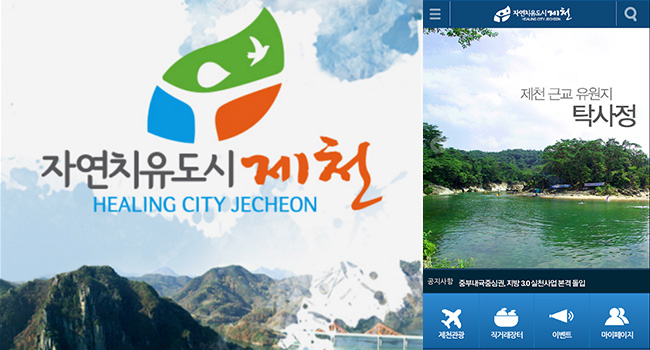 자연치유도시 제천
HEALING CITY JECHEON
자연치유도시 제천
HEALING CITY JECHEON
제천 근교 유원지
탁사정
공지사항 중부내륙중심권, 지방 3.0 실천사업 본격 돌입
제천관광 직거래장터 이벤트 마이페이지